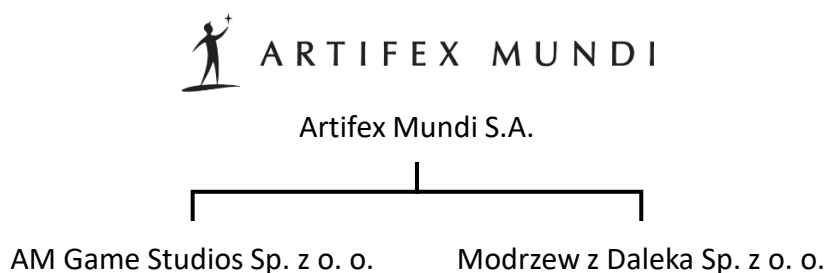 ARTIFEX MUNDI
Artifex Mundi S.A.
AM Game Studios Sp. z o. o. Modrzew z Daleka Sp. z o. o.